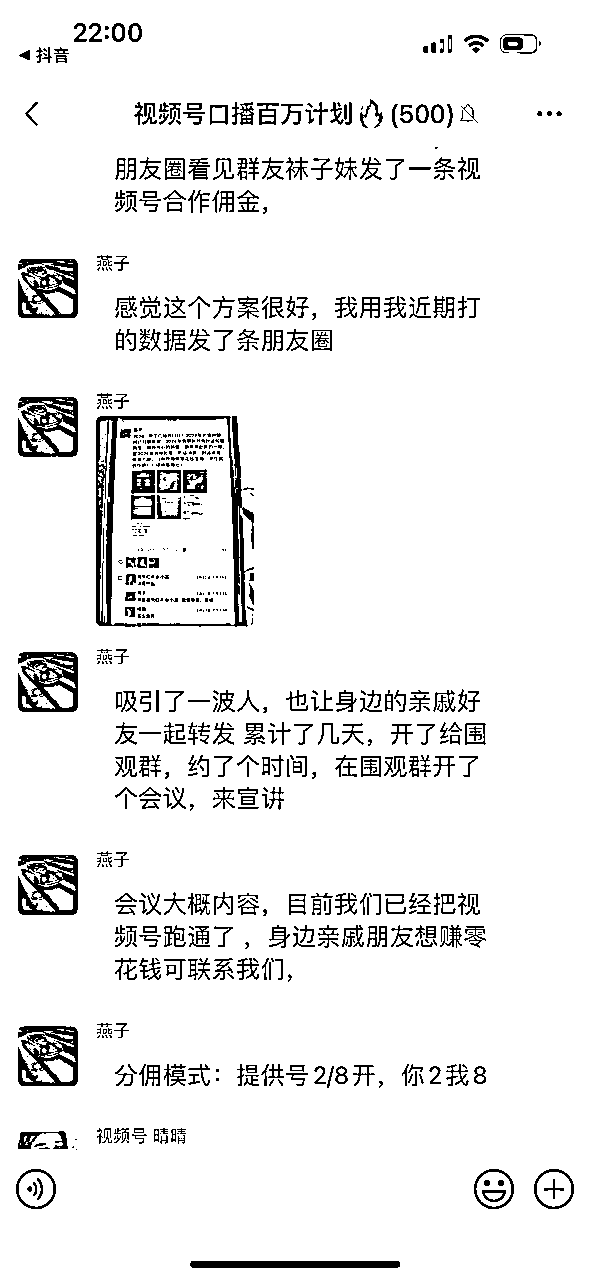 22:00
抖音
视频号口播百万计划 (500)
朋友圈看见群友袜子妹发了一条视
频号合作佣金，
燕子
感觉这个方案很好，我用我近期打
的数据发了条朋友圈
燕子
燕子
吸引了一波人，也让身边的亲戚好
友一起转发 累计了几天，开了给围
观群，约了个时间，在围观群开了
个会议，来宣讲
燕子
会议大概内容，目前我们已经把视
频号跑通了 ，身边亲戚朋友想赚零
花钱可联系我们，
燕子
分佣模式：提供号2/8开，你2我8
视频号 晴晴